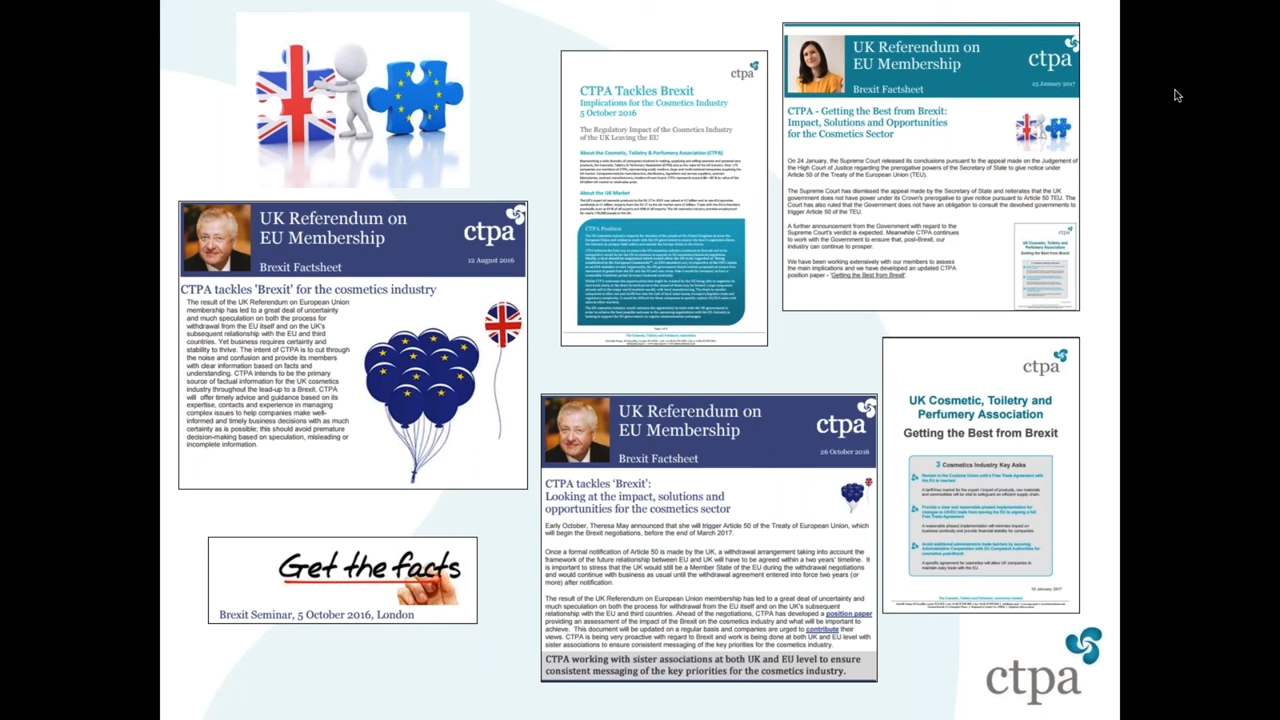 UK Referendum on
EU Membership
Brexit Factsheet
ctpa
12 August 2016
CTPA tackles 'Brexit' for the cosmetics industry
The result of the UK Referendum on European Union
membership has led to a great deal of uncertainty
and much speculation on both the process for
withdrawal from the EU itself and on the UK's
subsequent relationship with the EU and third
countries. Yet business requires certainty and
stability to thrive. The intent of CTPA is to cut through
the noise and confusion and provide its members
with clear information based on facts and
understanding. CTPA intends to be the primary
source of factual information for the UK cosmetics
industry throughout the lead-up to a Brexit. CTPA
will offer timely advice and guidance based on its
expertise, contacts and experience in managing
complex issues to help companies make well-
informed and timely business decisions with as much
certainty as is possible; this should avoid premature
decision-making based on speculation, misleading or
incomplete information.
Get the facts
Brexit Seminar, 5 October 2016, London
ctpa
CTPA Tackles Brexit
Implications for the Cosmetics Industry
5 October 2016
The Regulatory Impact of the Cosmetics Industry
of the UK Leaving the EU
About the Cosmetic, Toiletry & Perfumery Association (CTPA)
About the UK Market
CTPA Position
UK Referendum on
EU Membership
Brexit Factsheet
ctpa
25 January 2017
CTPA - Getting the Best from Brexit:
Impact, Solutions and Opportunities
for the Cosmetics Sector
On 24 January, the Supreme Court released its conclusions pursuant to the appeal made on the Judgement of
the High Court of Justice regarding the prerogative powers of the Secretary of State to give notice under
Article 50 of the Treaty of the European Union (TEU).
The Supreme Court has dismissed the appeal made by the Secretary of State and reiterates that the UK
government does not have power under its Crown's prerogative to give notice pursuant to Article 50 TEU. The
Court has also ruled that the Government does not have an obligation to consult the devolved governments to
trigger Article 50 of the TEU.
A further announcement from the Government with regard to the
Supreme Court's verdict is expected. Meanwhile CTPA continues
to work with the Government to ensure that, post-Brexit, our
industry can continue to prosper.
We have been working extensively with our members to assess
the main implications and we have developed an updated CTPA
position paper - 'Getting the Best from Brexit'.
UK Cosmetic, Toiletry and
Perfumery Association
Getting the Best from Brexit
UK Referendum on
EU Membership
Brexit Factsheet
ctpa
26 October 2016
CTPA tackles 'Brexit':
Looking at the impact, solutions and
opportunities for the cosmetics sector
Early October, Theresa May announced that she will trigger Article 50 of the Treaty of European Union, which
will begin the Brexit negotiations, before the end of March 2017.
Once a formal notification of Article 50 is made by the UK, a withdrawal arrangement taking into account the
framework of the future relationship between EU and UK will have to be agreed within a two years' timeline. It
is important to stress that the UK would still be a Member State of the EU during the withdrawal negotiations
and would continue with business as usual until the withdrawal agreement entered into force two years (or
more) after notification.
The result of the UK Referendum on European Union membership has led to a great deal of uncertainty and
much speculation on both the process for withdrawal from the EU itself and on the UK's subsequent
relationship with the EU and third countries. Ahead of the negotiations, CTPA has developed a position paper
providing an assessment of the impact of the Brexit on the cosmetics industry and what will be important to
achieve. This document will be updated on a regular basis and companies are urged to contribute their
views. CTPA is being very proactive with regard to Brexit and work is being done at both UK and EU level with
sister associations to ensure consistent messaging of the key priorities for the cosmetics industry.
CTPA working with sister associations at both UK and EU level to ensure
consistent messaging of the key priorities for the cosmetics industry.
ctpa
UK Cosmetic, Toiletry and
Perfumery Association
Getting the Best from Brexit
3 Cosmetics Industry Key Asks
ctpa